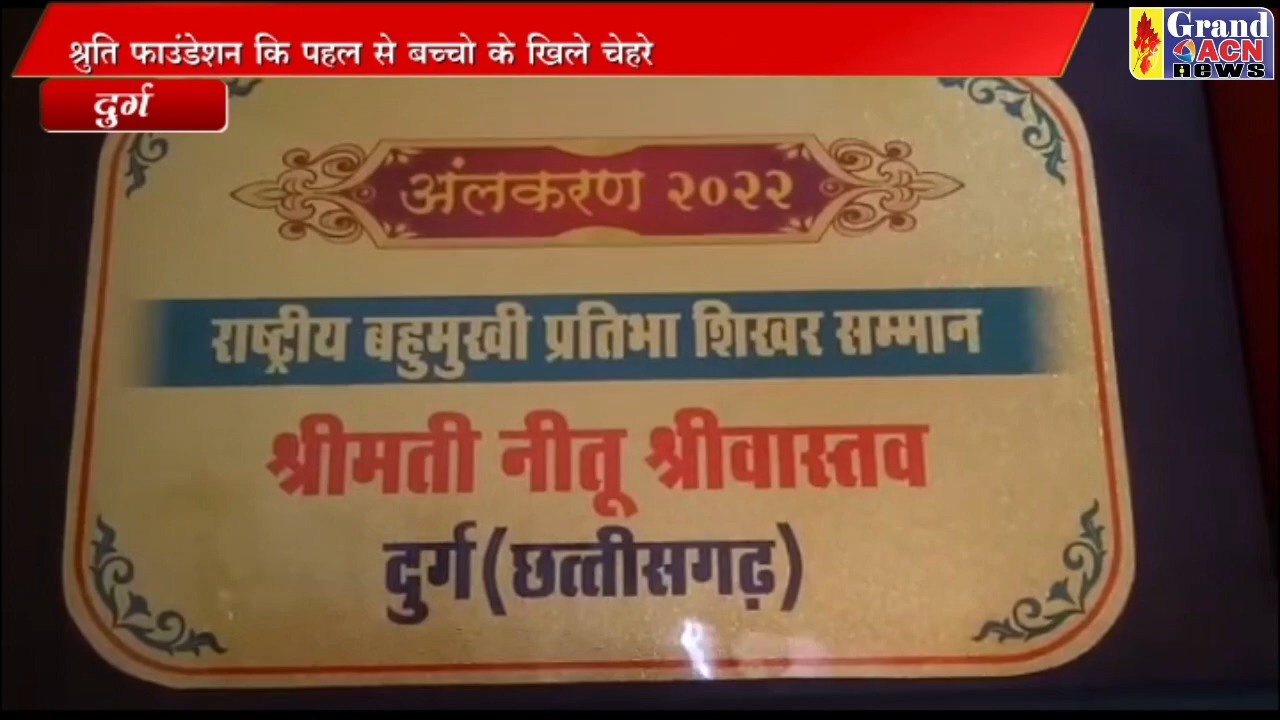 श्रुति फाउंडेशन कि पहल से बच्चो के खिले चेहरे
Grand
ACN
news
दुर्ग
अंलकरण २०२२
राष्ट्रीय बहुमुखी प्रतिभा शिखर सम्मान
श्रीमती नीतू श्रीवास्तव
दुर्ग (छत्तीसगढ़)